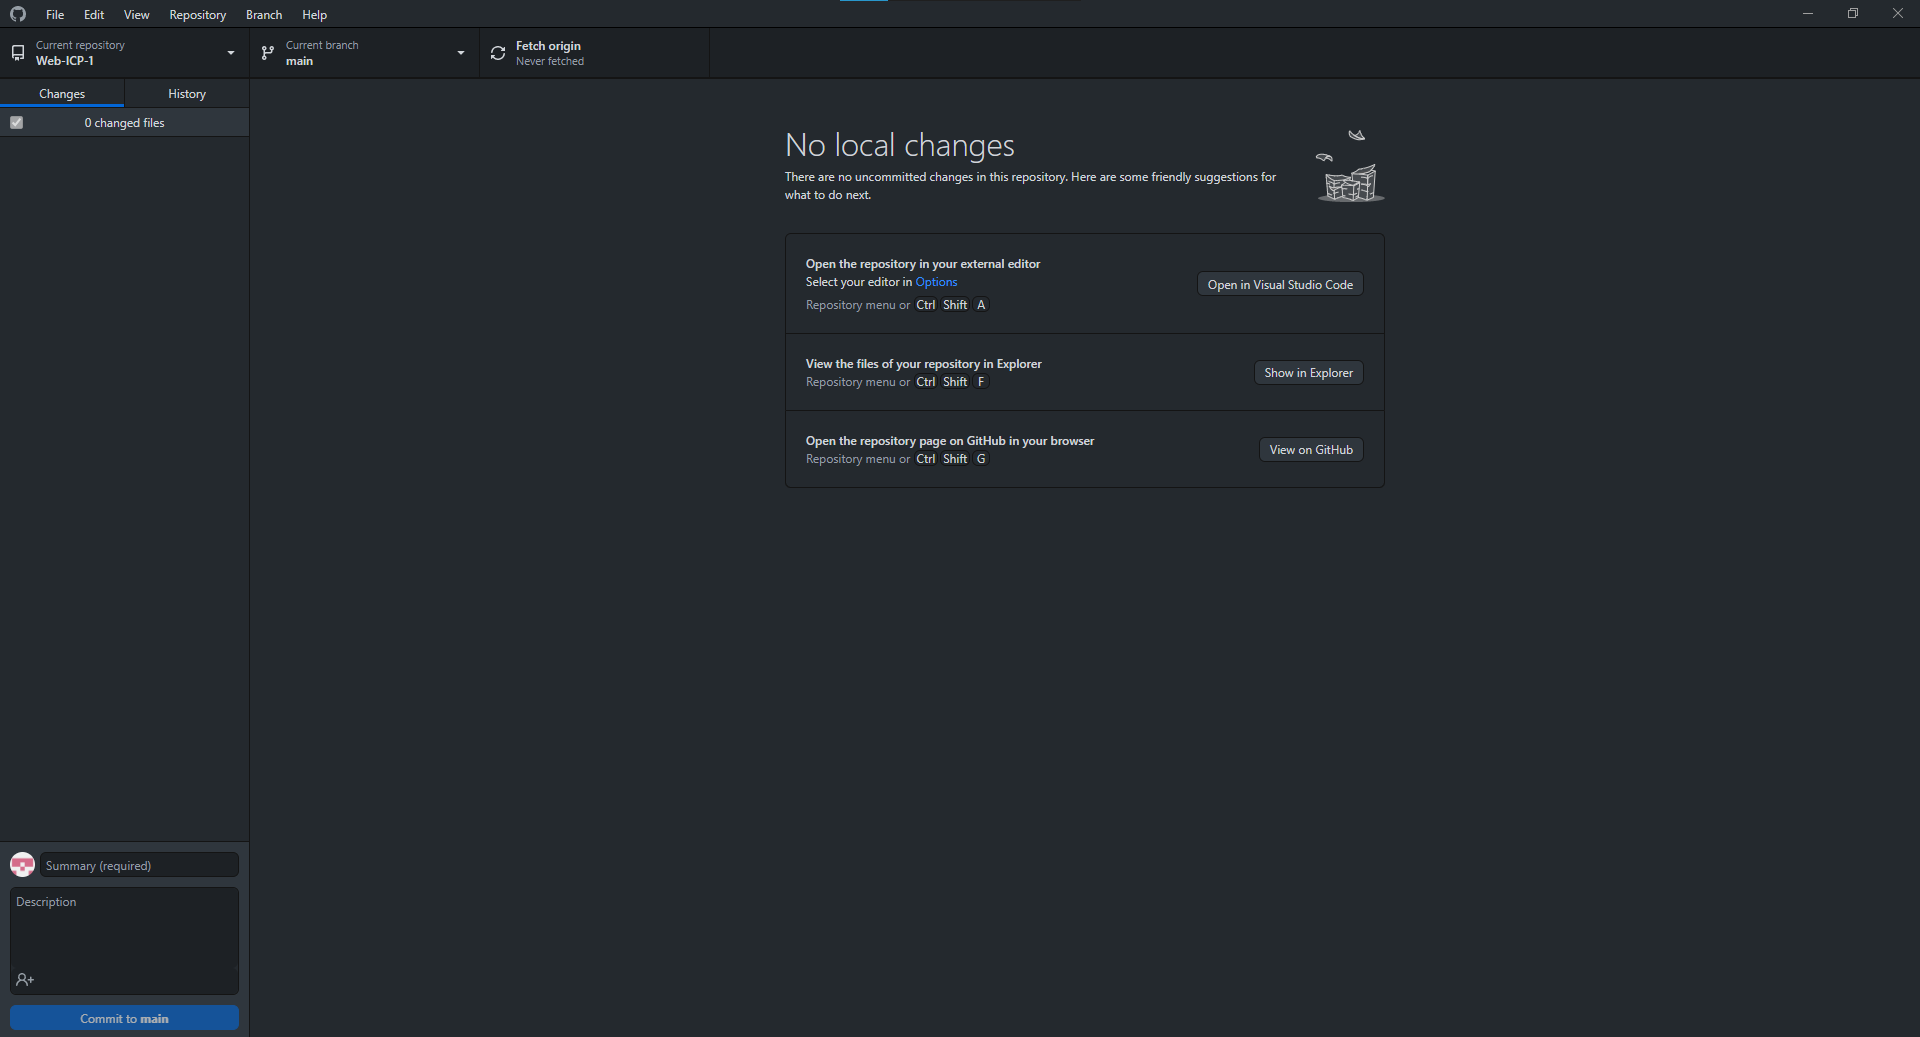 File Edit View Repository Branch Help
Current repository
Web-ICP-1
Current branch
main
Fetch origin
Never fetched
Changes History
0 changed files
No local changes
There are no uncommitted changes in this repository. Here are some friendly suggestions for
what to do next.
Open the repository in your external editor
Select your editor in Options
Repository menu or Ctrl Shift A
Open in Visual Studio Code
View the files of your repository in Explorer
Repository menu or Ctrl Shift F
Show in Explorer
Open the repository page on GitHub in your browser
Repository menu or Ctrl Shift G
View on GitHub
Summary (required)
Description
Commit to main